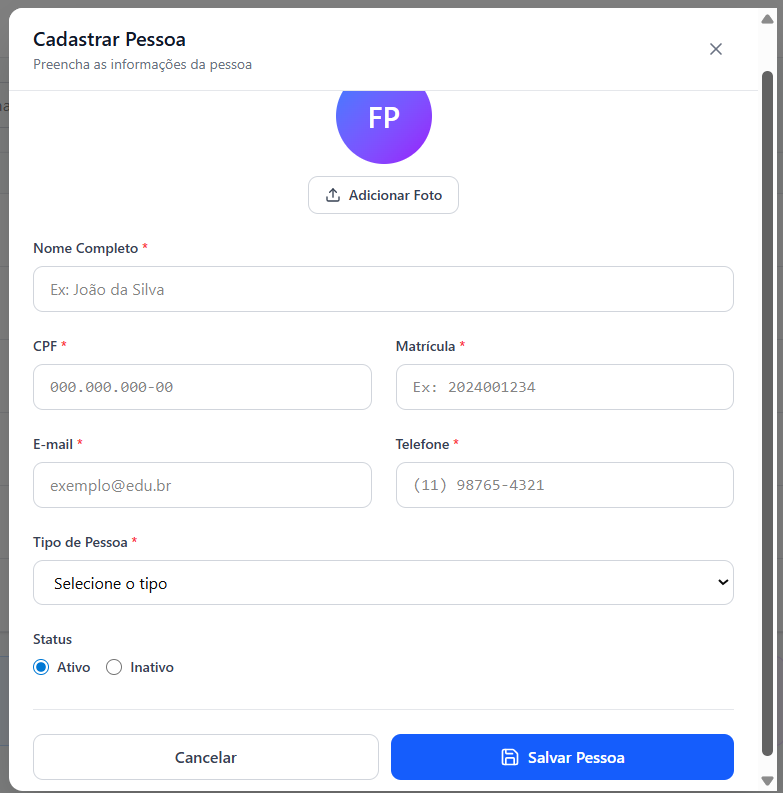 Cadastrar Pessoa
Preencha as informações da pessoa
FP
Adicionar Foto
Nome Completo *
Ex: João da Silva
CPF * Matrícula *
000.000.000-00 Ex: 2024001234
E-mail * Telefone *
exemplo@edu.br (11) 98765-4321
Tipo de Pessoa *
Selecione o tipo
Status
Ativo Inativo
Cancelar Salvar Pessoa